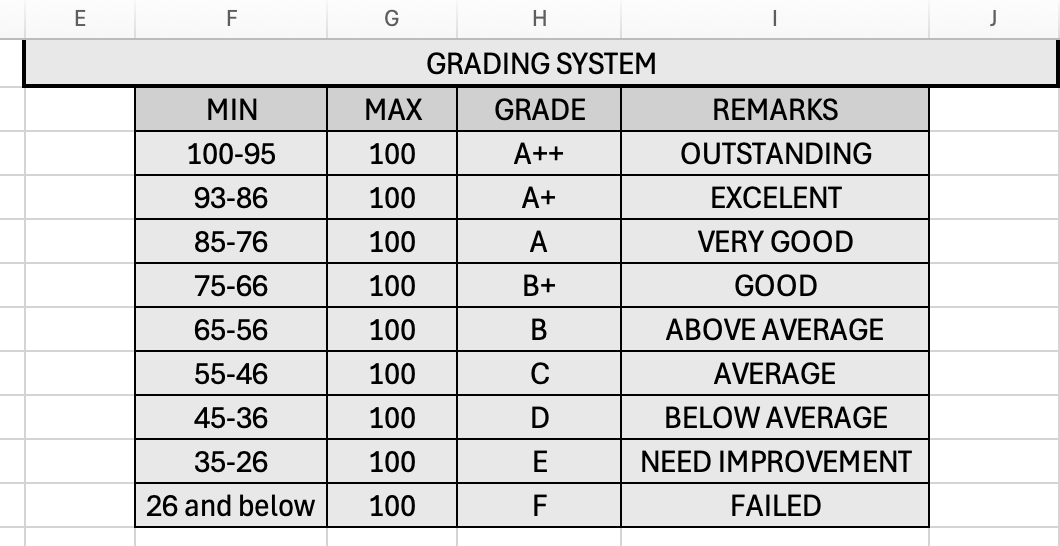 E F G H I J
GRADING SYSTEM
MIN MAX GRADE REMARKS
100-95 100 A++ OUTSTANDING
93-86 100 A+ EXCELENT
85-76 100 A VERY GOOD
75-66 100 B+ GOOD
65-56 100 B ABOVE AVERAGE
55-46 100 C AVERAGE
45-36 100 D BELOW AVERAGE
35-26 100 E NEED IMPROVEMENT
26 and below 100 F FAILED